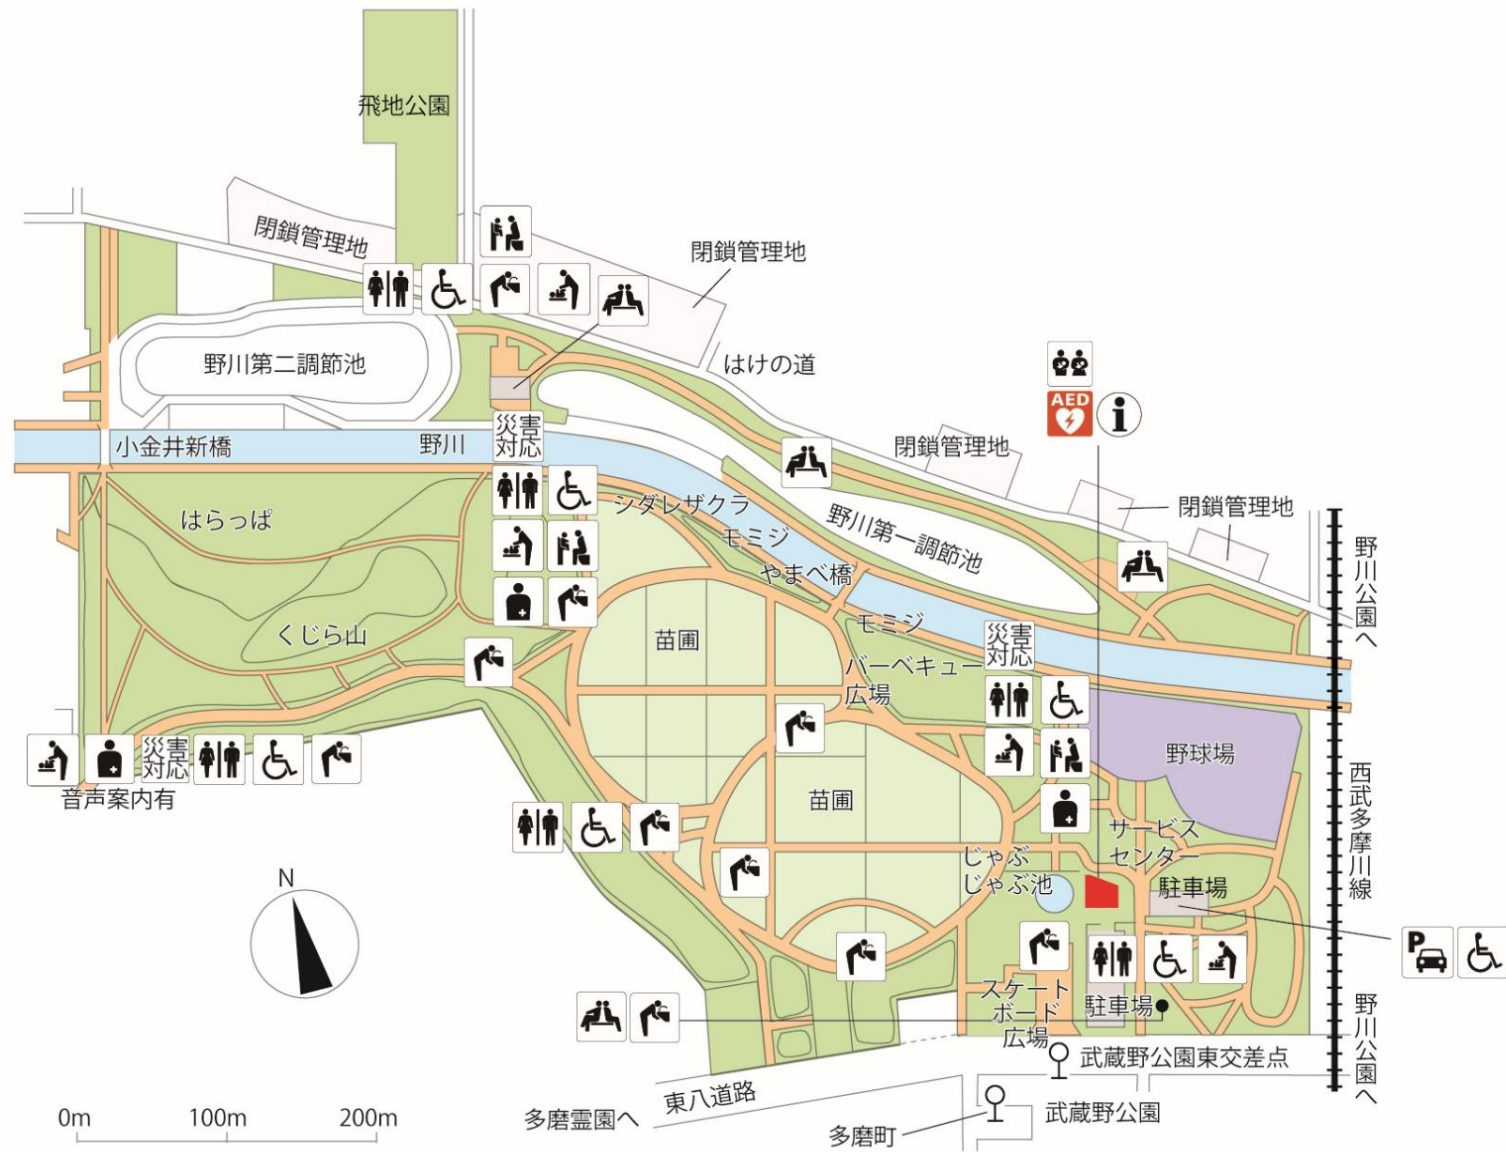 飛地公園
閉鎖管理地
閉鎖管理地
野川第二調節池
はけの道
AED
i
小金井新橋
野川
災害
対応
閉鎖管理地
閉鎖管理地
はらっぱ
シダレザクラ
モミジ
やまべ橋
野川第一調節池
野川公園へ
くじら山
苗圃
モミジ
災害
対応
バーベキュー
広場
野球場
災害
対応
音声案内有
苗圃
サービス
センター
西武多摩川線
じゃぶ
じゃぶ池
駐車場
N
P
スケート
ボード
広場
駐車場
野川公園へ
武蔵野公園東交差点
東八道路
多磨霊園へ
武蔵野公園
多磨町
0m
100m
200m